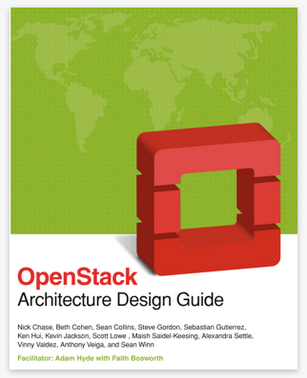 OpenStack
Architecture Design Guide
Nick Chase, Beth Cohen, Sean Collins, Steve Gordon, Sebastian Gutierrez,
Ken Hui, Kevin Jackson, Scott Lowe , Maish Saidel-Keesing, Alexandra Settle,
Vinny Valdez, Anthony Veiga, and Sean Winn
Facilitator: Adam Hyde with Faith Bosworth